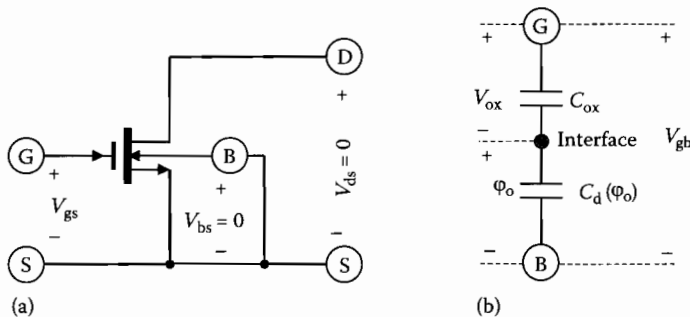 D
+
G
+
V_gs
−
B
+
V_bs = 0
−
V_ds = 0
−
S
S
(a)
G
+
+
V_ox
C_ox
−
Interface
V_gb
+
φ_o
C_d (φ_o)
−
−
B
(b)